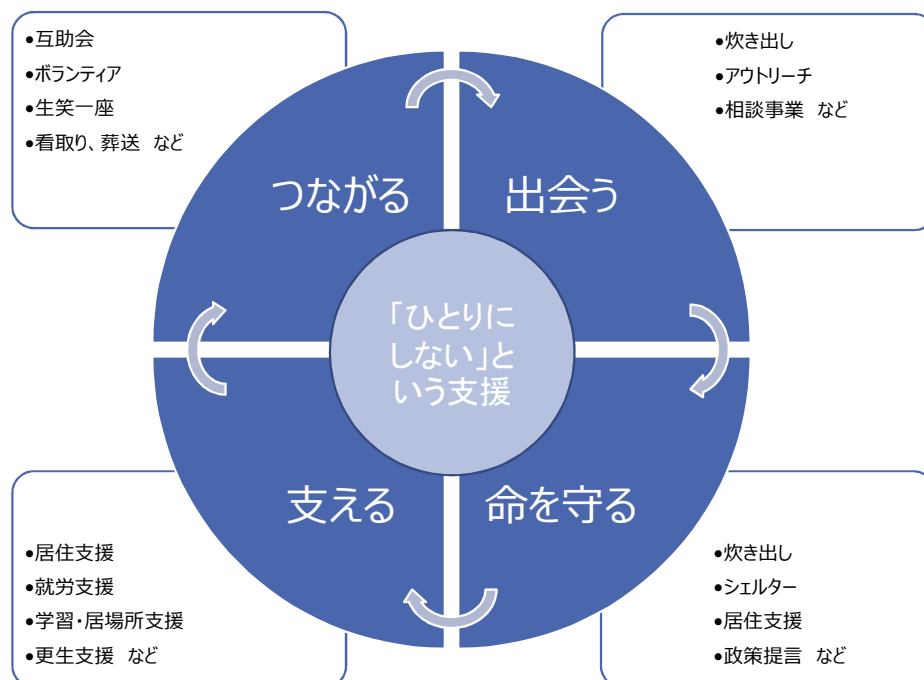 •互助会
•ボランティア
•生笑一座
•看取り、葬送 など
•炊き出し
•アウトリーチ
•相談事業 など
つながる
出会う
「ひとりに
しない」と
いう支援
支える
命を守る
•居住支援
•就労支援
•学習・居場所支援
•更生支援 など
•炊き出し
•シェルター
•居住支援
•政策提言 など